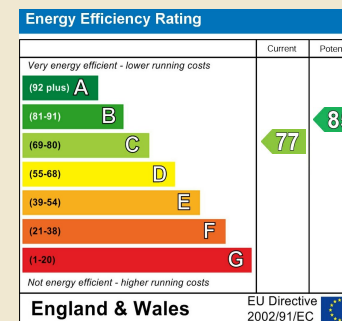 Energy Efficiency Rating
Current
Very energy efficient - lower running costs
(92 plus) A
(81-91) B
(69-80) C
77
(55-68) D
(39-54) E
(21-38) F
(1-20) G
Not energy efficient - higher running costs
England & Wales
EU Directive
2002/91/EC